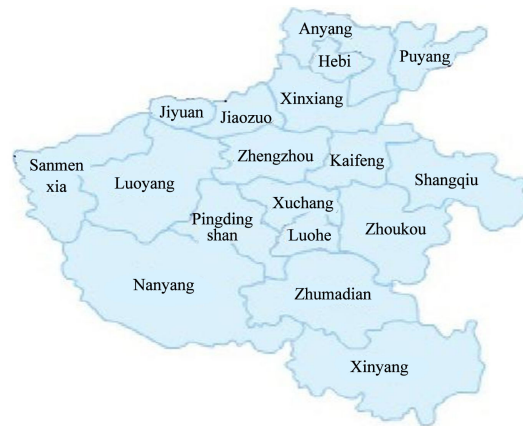 Anyang
Puyang
Hebi
Xinxiang
Jiyuan
Jiaozuo
Zhengzhou
Kaifeng
Sanmen
xia
Luoyang
Shangqiu
Xuchang
Pingding
shan
Luohe
Zhoukou
Nanyang
Zhumadian
Xinyang